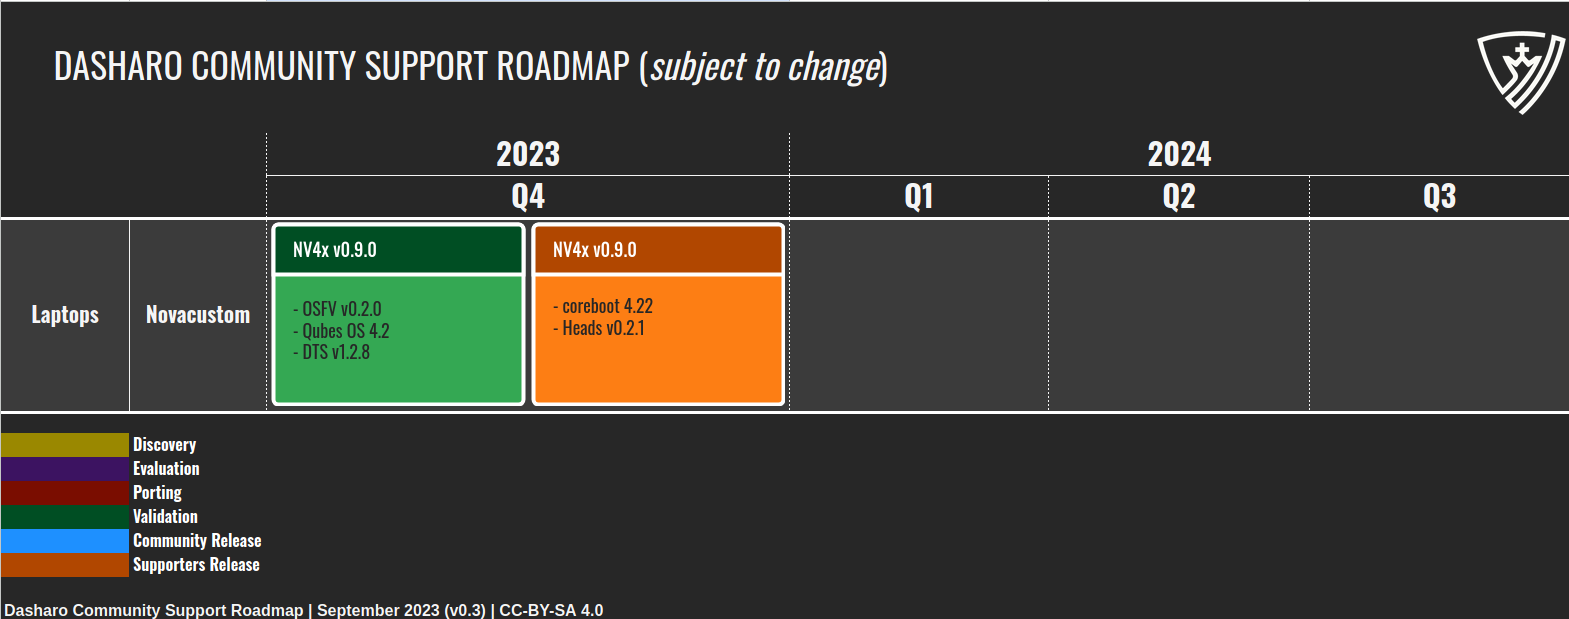 DASHARO COMMUNITY SUPPORT ROADMAP (subject to change)
2023
2024
Q4
Q1
Q2
Q3
Laptops
Novacustom
NV4x v0.9.0
- OSFV v0.2.0
- Qubes OS 4.2
- DTS v1.2.8
NV4x v0.9.0
- coreboot 4.22
- Heads v0.2.1
Discovery
Evaluation
Porting
Validation
Community Release
Supporters Release
Dasharo Community Support Roadmap | September 2023 (v0.3) | CC-BY-SA 4.0